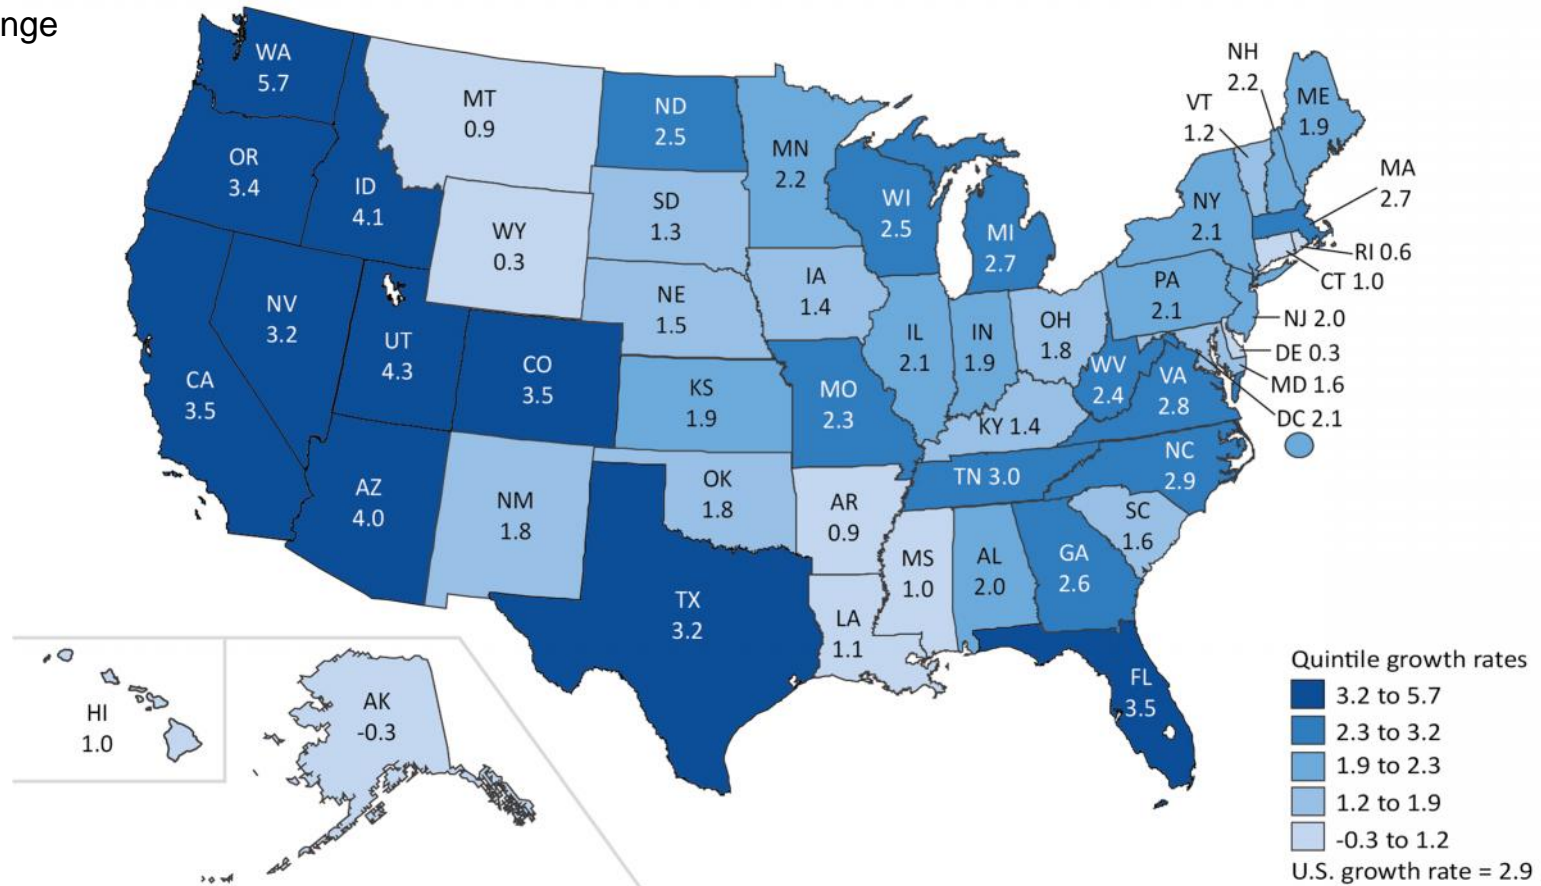 nge
WA
5.7
MT
0.9
ND
2.5
MN
2.2
NH
2.2
VT
1.2
ME
1.9
OR
3.4
ID
4.1
WY
0.3
SD
1.3
WI
2.5
MI
2.7
NY
2.1
MA
2.7
RI 0.6
CT 1.0
NV
3.2
UT
4.3
CO
3.5
NE
1.5
IA
1.4
IL
2.1
IN
1.9
OH
1.8
PA
2.1
NJ 2.0
DE 0.3
MD 1.6
DC 2.1
CA
3.5
KS
1.9
MO
2.3
WV
2.4
VA
2.8
KY 1.4
AZ
4.0
NM
1.8
OK
1.8
AR
0.9
TN 3.0
NC
2.9
SC
1.6
TX
3.2
LA
1.1
MS
1.0
AL
2.0
GA
2.6
FL
3.5
HI
1.0
AK
-0.3
Quintile growth rates
3.2 to 5.7
2.3 to 3.2
1.9 to 2.3
1.2 to 1.9
-0.3 to 1.2
U.S. growth rate = 2.9